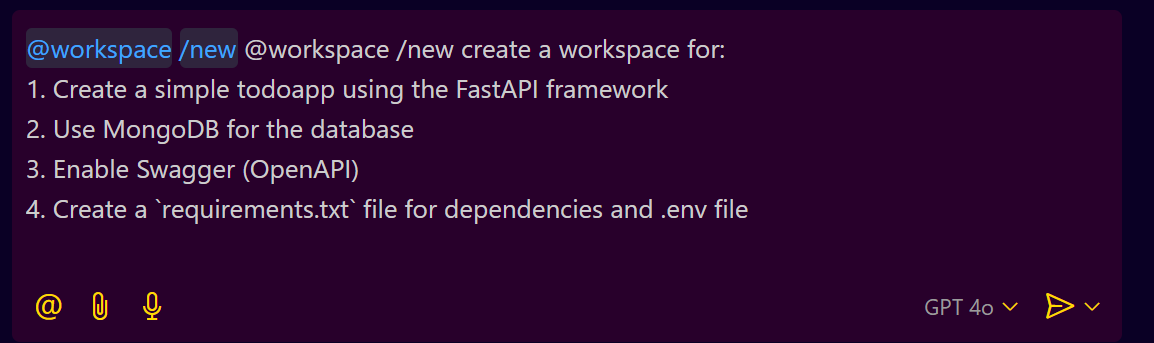 @workspace /new @workspace /new create a workspace for:
1. Create a simple todoapp using the FastAPI framework
2. Use MongoDB for the database
3. Enable Swagger (OpenAPI)
4. Create a `requirements.txt` file for dependencies and .env file
@ GPT 4o